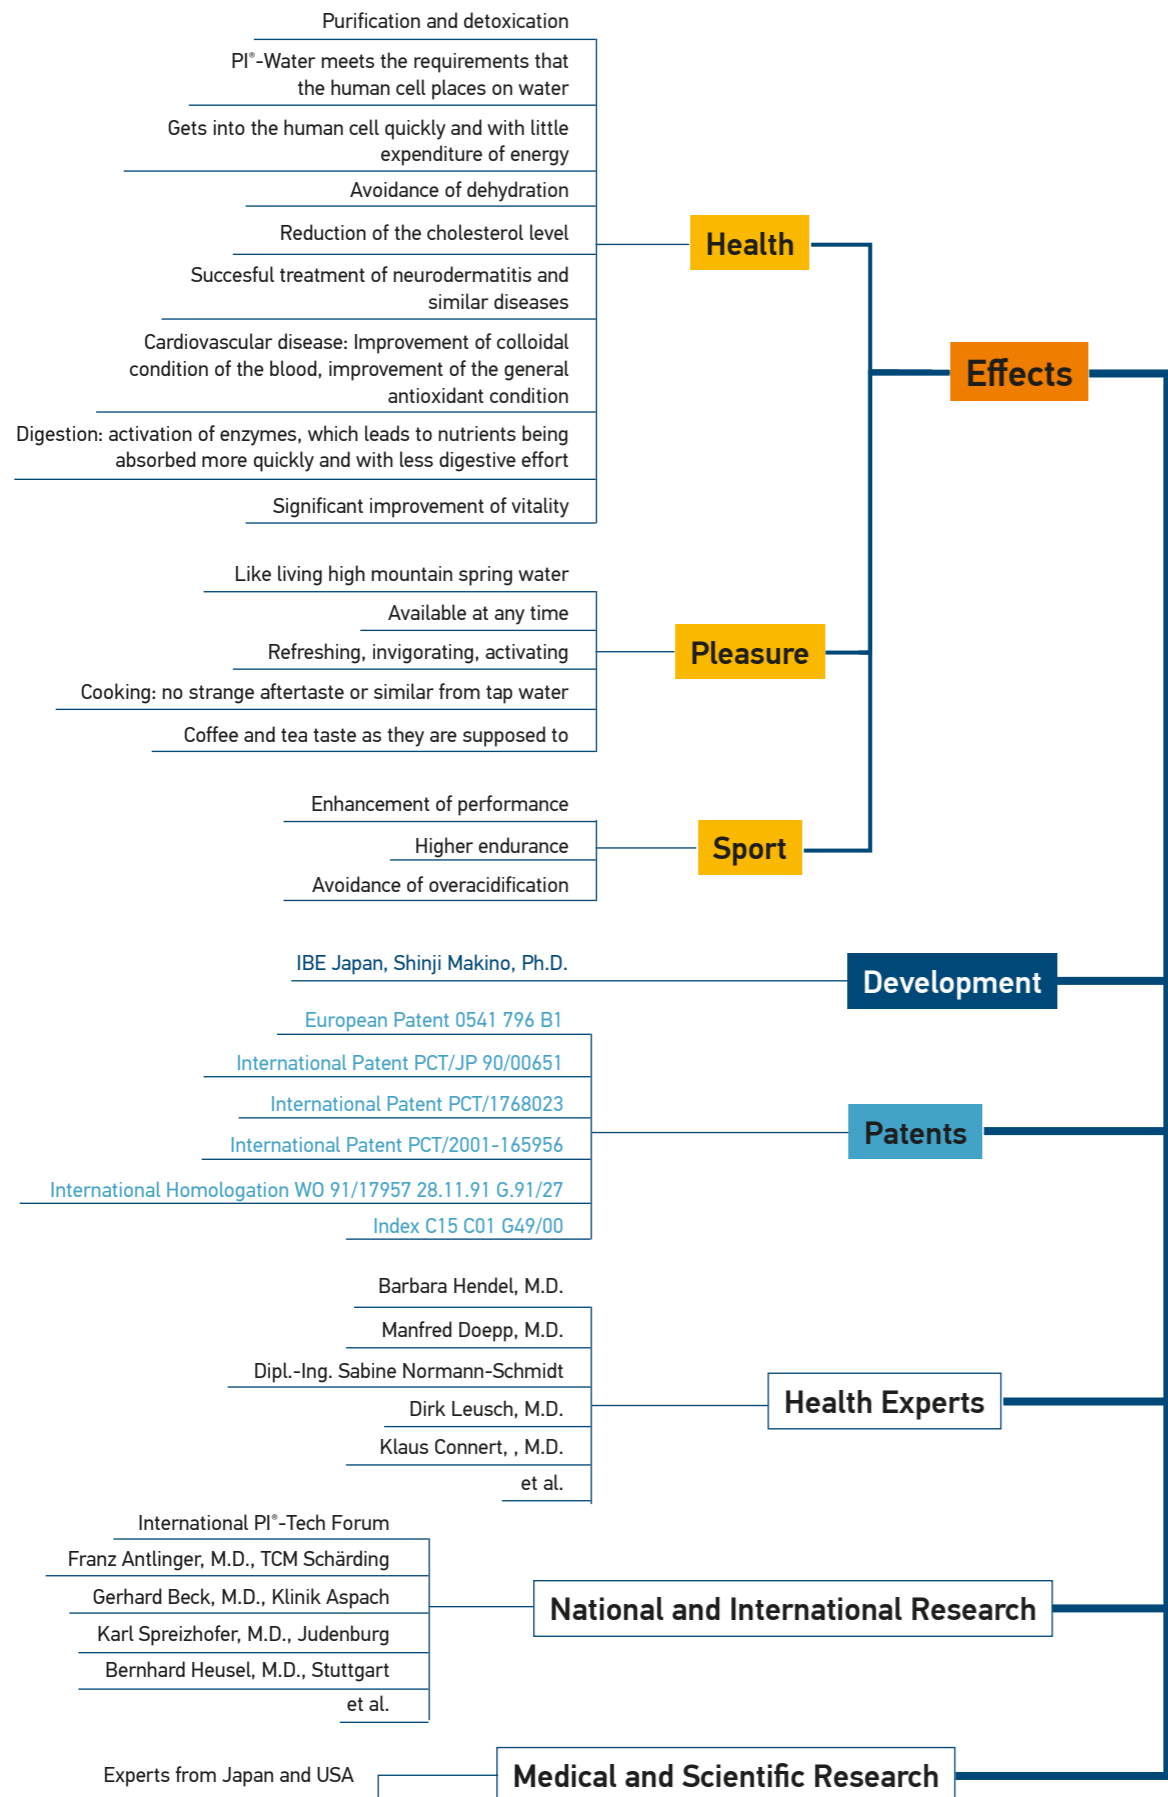 Purification and detoxication
PI®-Water meets the requirements that
the human cell places on water
Gets into the human cell quickly and with little
expenditure of energy
Avoidance of dehydration
Reduction of the cholesterol level
Succesful treatment of neurodermatitis and
similar diseases
Cardiovascular disease: Improvement of colloidal
condition of the blood, improvement of the general
antioxidant condition
Digestion: activation of enzymes, which leads to nutrients being
absorbed more quickly and with less digestive effort
Significant improvement of vitality
Health
Effects
Like living high mountain spring water
Available at any time
Refreshing, invigorating, activating
Cooking: no strange aftertaste or similar from tap water
Coffee and tea taste as they are supposed to
Pleasure
Enhancement of performance
Higher endurance
Avoidance of overacidification
Sport
IBE Japan, Shinji Makino, Ph.D.
Development
European Patent 0541 796 B1
International Patent PCT/JP 90/00651
International Patent PCT/1768023
International Patent PCT/2001-165956
International Homologation WO 91/17957 28.11.91 G.91/27
Index C15 C01 G49/00
Patents
Barbara Hendel, M.D.
Manfred Doepp, M.D.
Dipl.-Ing. Sabine Normann-Schmidt
Dirk Leusch, M.D.
Klaus Connert, , M.D.
et al.
Health Experts
International PI®-Tech Forum
Franz Antlinger, M.D., TCM Schärding
Gerhard Beck, M.D., Klinik Aspach
Karl Spreizhofer, M.D., Judenburg
Bernhard Heusel, M.D., Stuttgart
et al.
National and International Research
Experts from Japan and USA
Medical and Scientific Research